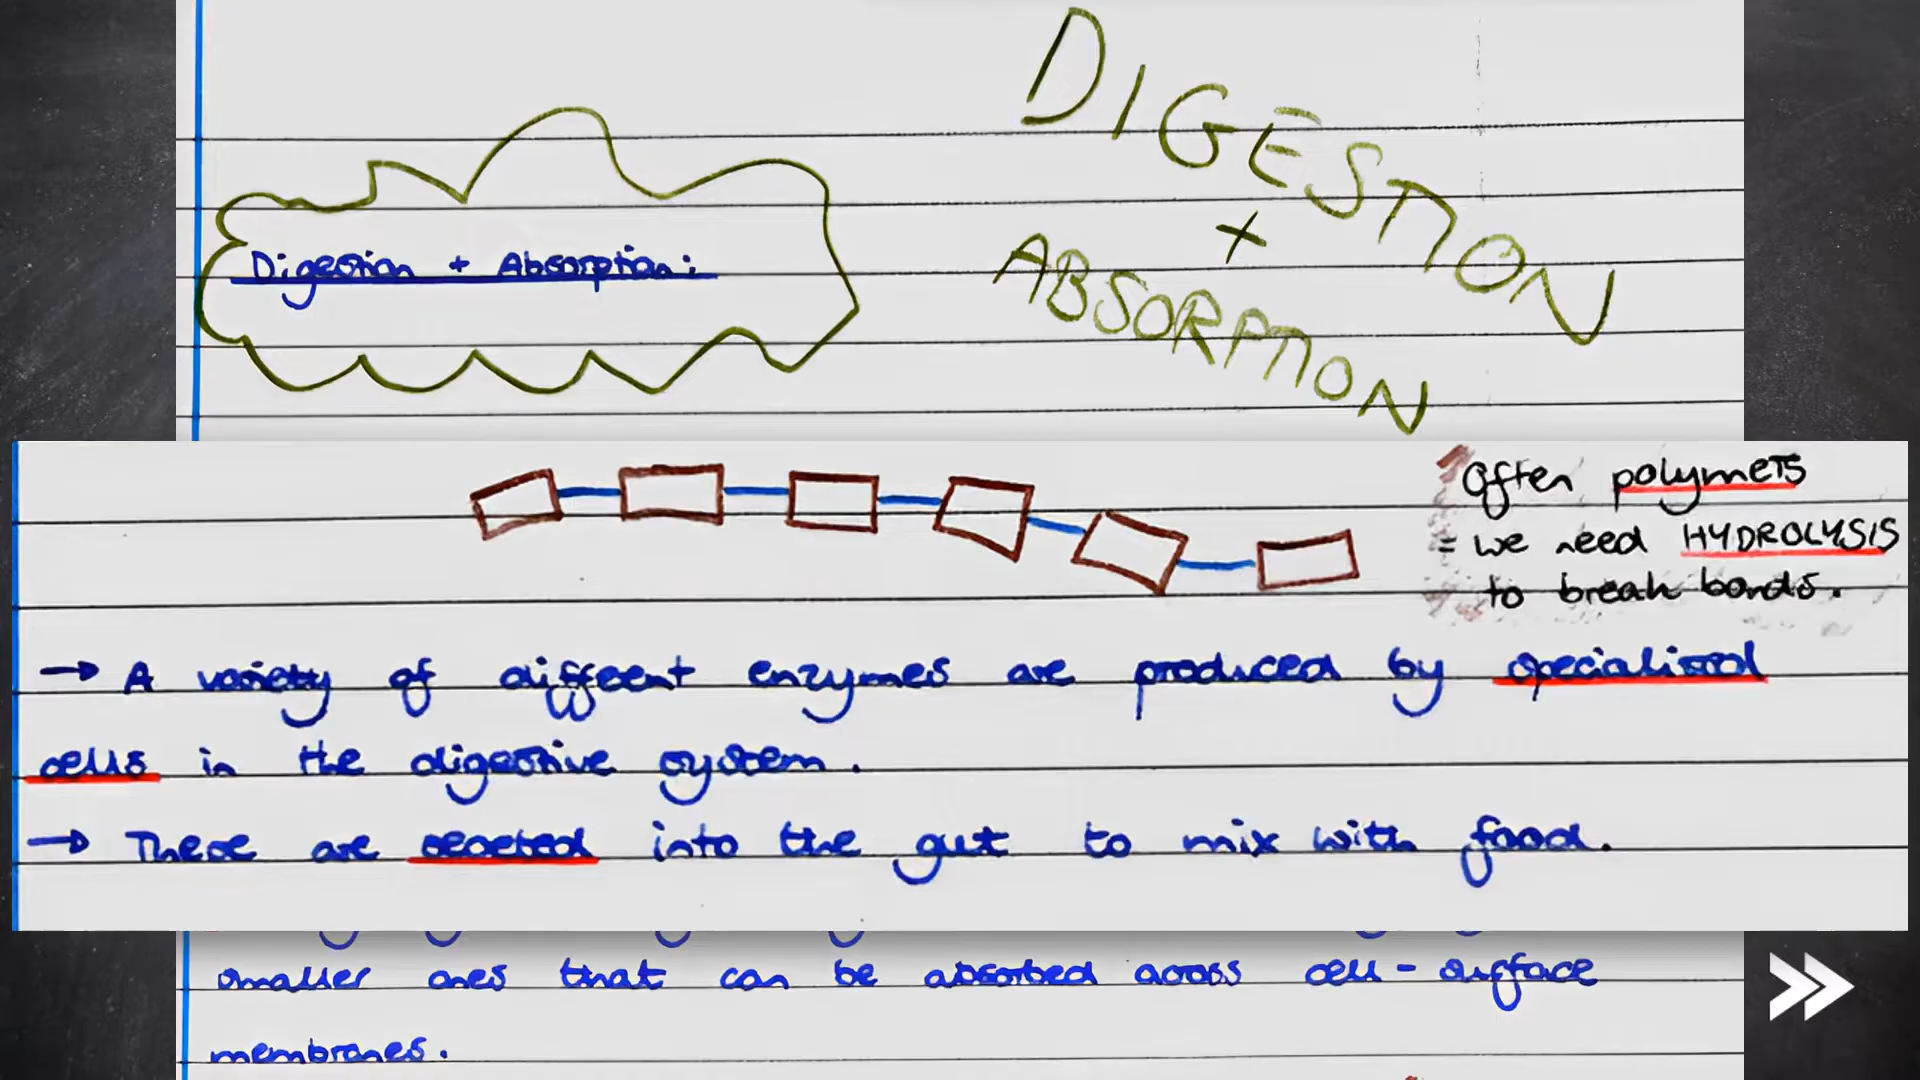 DIGESTION
+
ABSORPTION
Digestion + Absorption:
Often polymers
= we need HYDROLYSIS
to break bonds.
→ A variety of different enzymes are produced by specialised
cells in the digestive system.
→ These are secreted into the gut to mix with food.
smaller ones that can be absorbed across cell-surface
membranes.